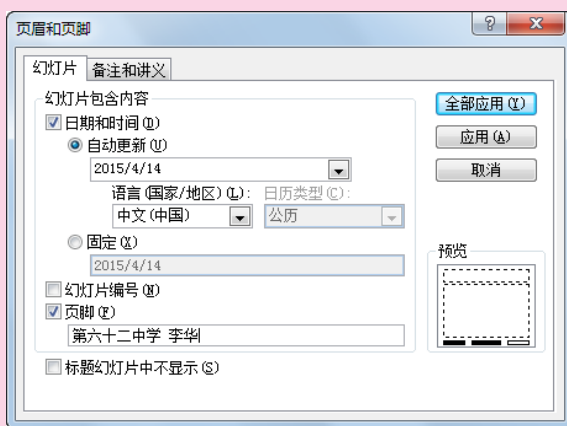 页眉和页脚
幻灯片 备注和讲义
幻灯片包含内容
日期和时间(D)
自动更新(U)
2015/4/14
语言(国家/地区)(L): 日历类型(C):
中文(中国) 公历
固定(X)
2015/4/14
幻灯片编号(N)
页脚(F)
第六十二中学 李华
标题幻灯片中不显示(S)
全部应用(Y)
应用(A)
取消
预览